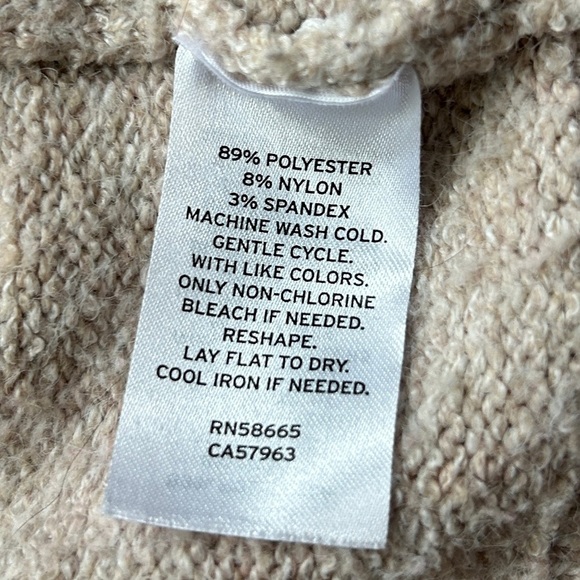 89% POLYESTER
8% NYLON
3% SPANDEX
MACHINE WASH COLD.
GENTLE CYCLE.
WITH LIKE COLORS.
ONLY NON-CHLORINE
BLEACH IF NEEDED.
RESHAPE.
LAY FLAT TO DRY.
COOL IRON IF NEEDED.
RN58665
CA57963